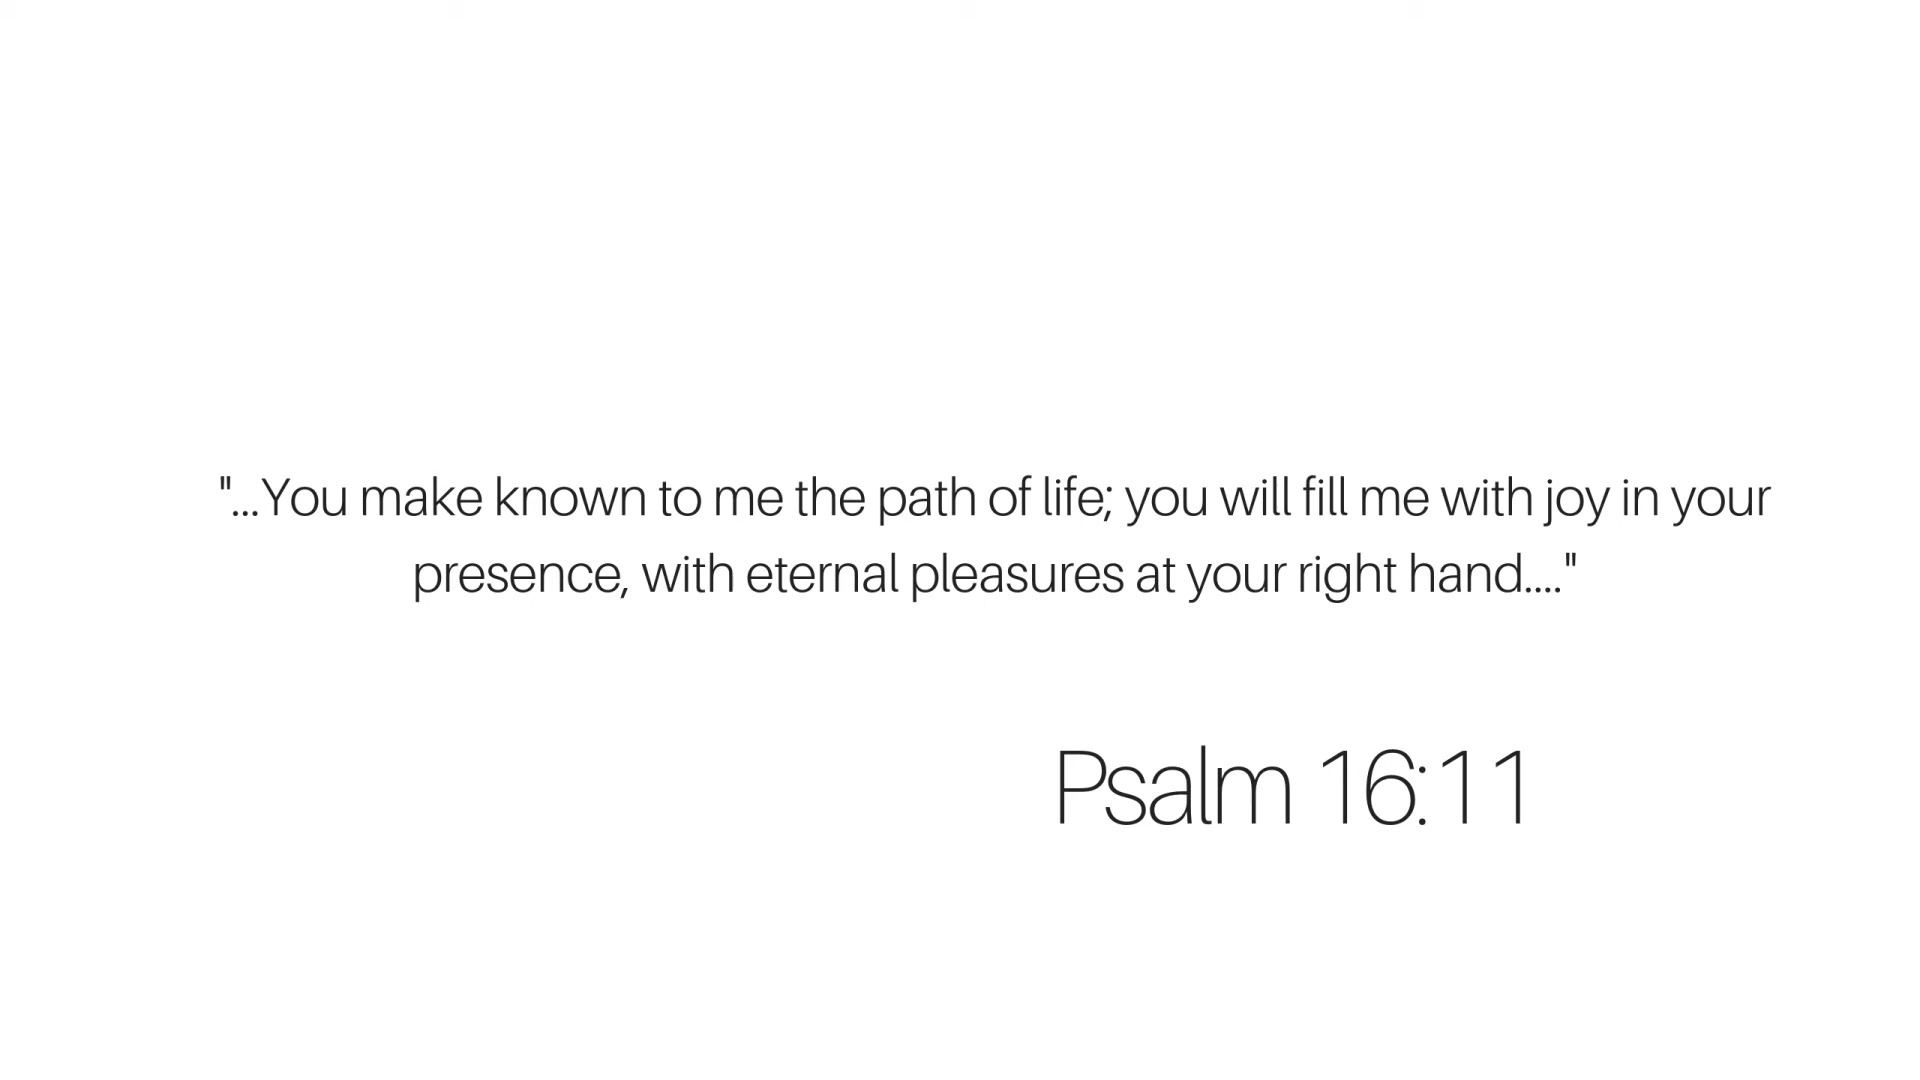 "...You make known to me the path of life; you will fill me with joy in your
presence, with eternal pleasures at your right hand...."
Psalm 16:11